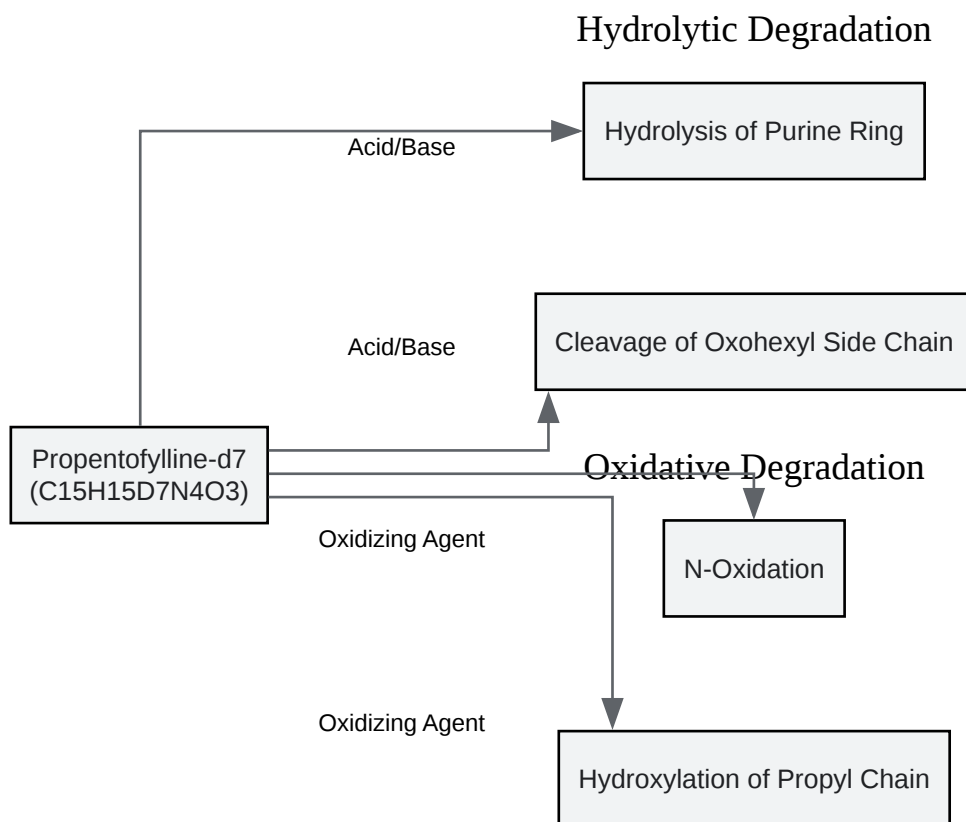 Hydrolytic Degradation
Hydrolysis of Purine Ring
Acid/Base
Cleavage of Oxohexyl Side Chain
Acid/Base
Propentofylline-d7
(C15H15D7N4O3)
Oxidative Degradation
Oxidizing Agent
N-Oxidation
Oxidizing Agent
Hydroxylation of Propyl Chain